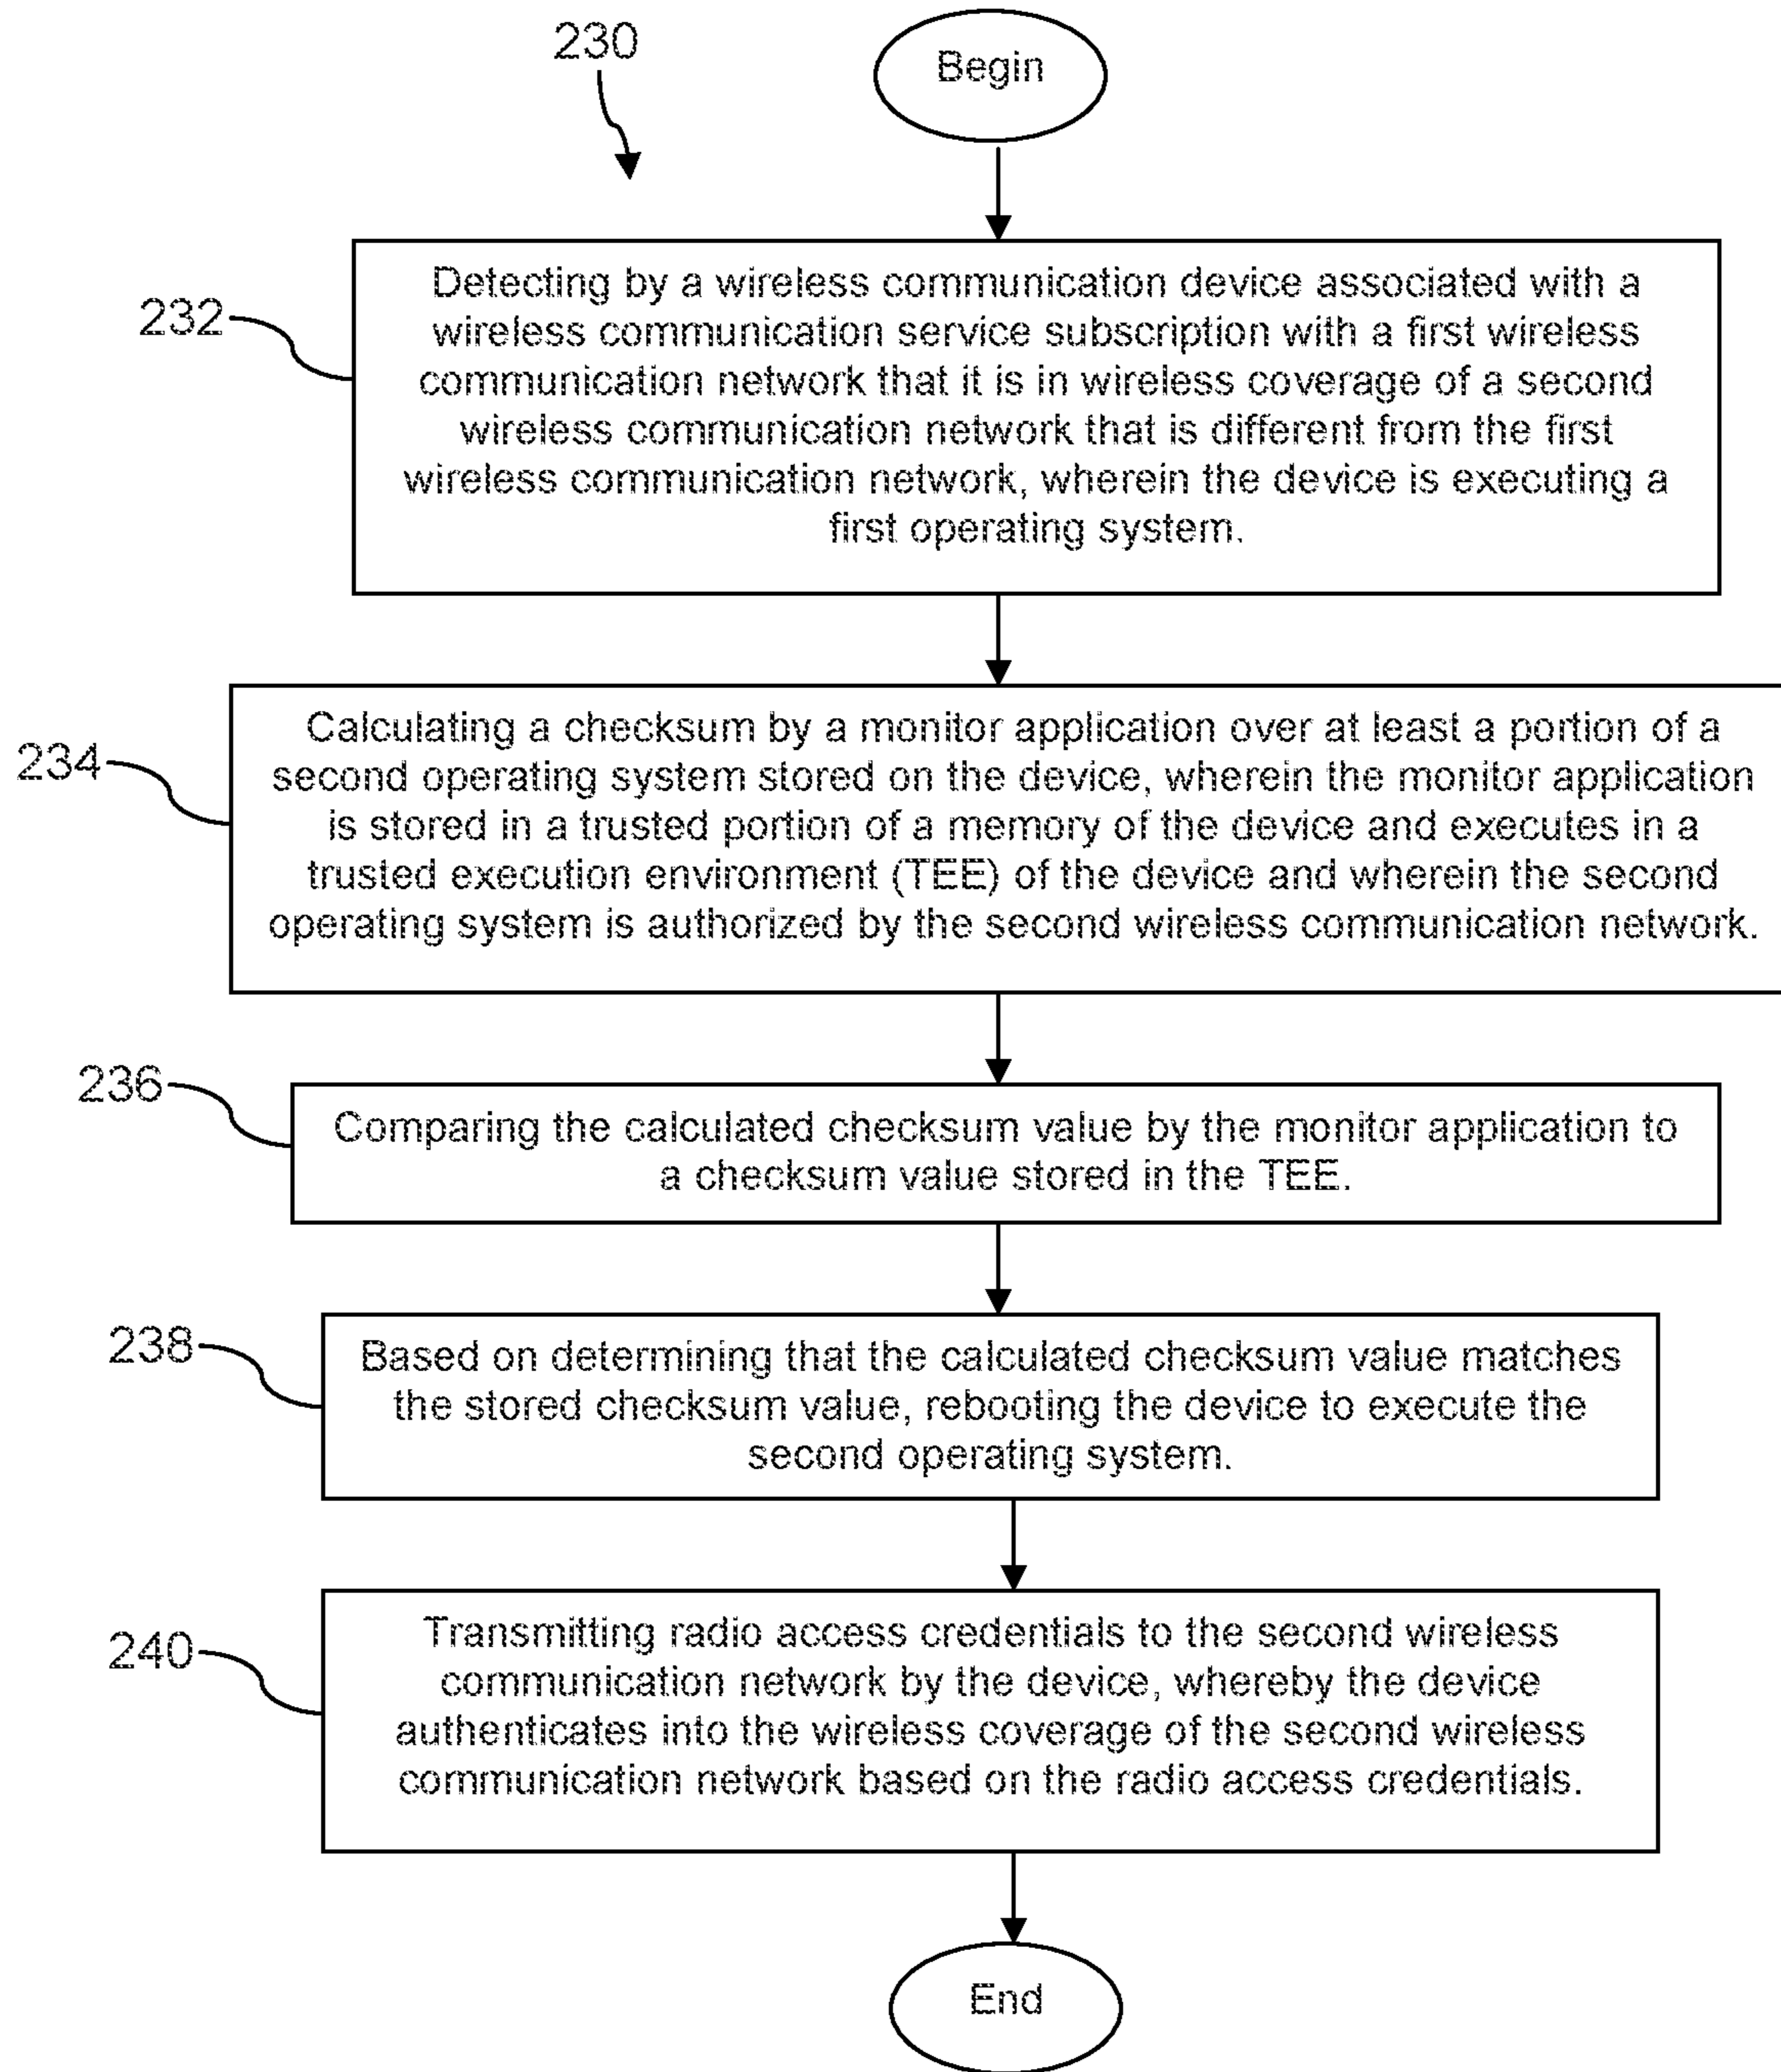 230
Begin
232
Detecting by a wireless communication device associated with a
wireless communication service subscription with a first wireless
communication network that it is in wireless coverage of a second
wireless communication network that is different from the first
wireless communication network, wherein the device is executing a
first operating system.
234
Calculating a checksum by a monitor application over at least a portion of a
second operating system stored on the device, wherein the monitor application
is stored in a trusted portion of a memory of the device and executes in a
trusted execution environment (TEE) of the device and wherein the second
operating system is authorized by the second wireless communication network.
236
Comparing the calculated checksum value by the monitor application to
a checksum value stored in the TEE.
238
Based on determining that the calculated checksum value matches
the stored checksum value, rebooting the device to execute the
second operating system.
240
Transmitting radio access credentials to the second wireless
communication network by the device, whereby the device
authenticates into the wireless coverage of the second wireless
communication network based on the radio access credentials.
End